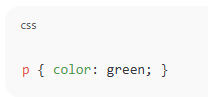 css
p { color: green; }